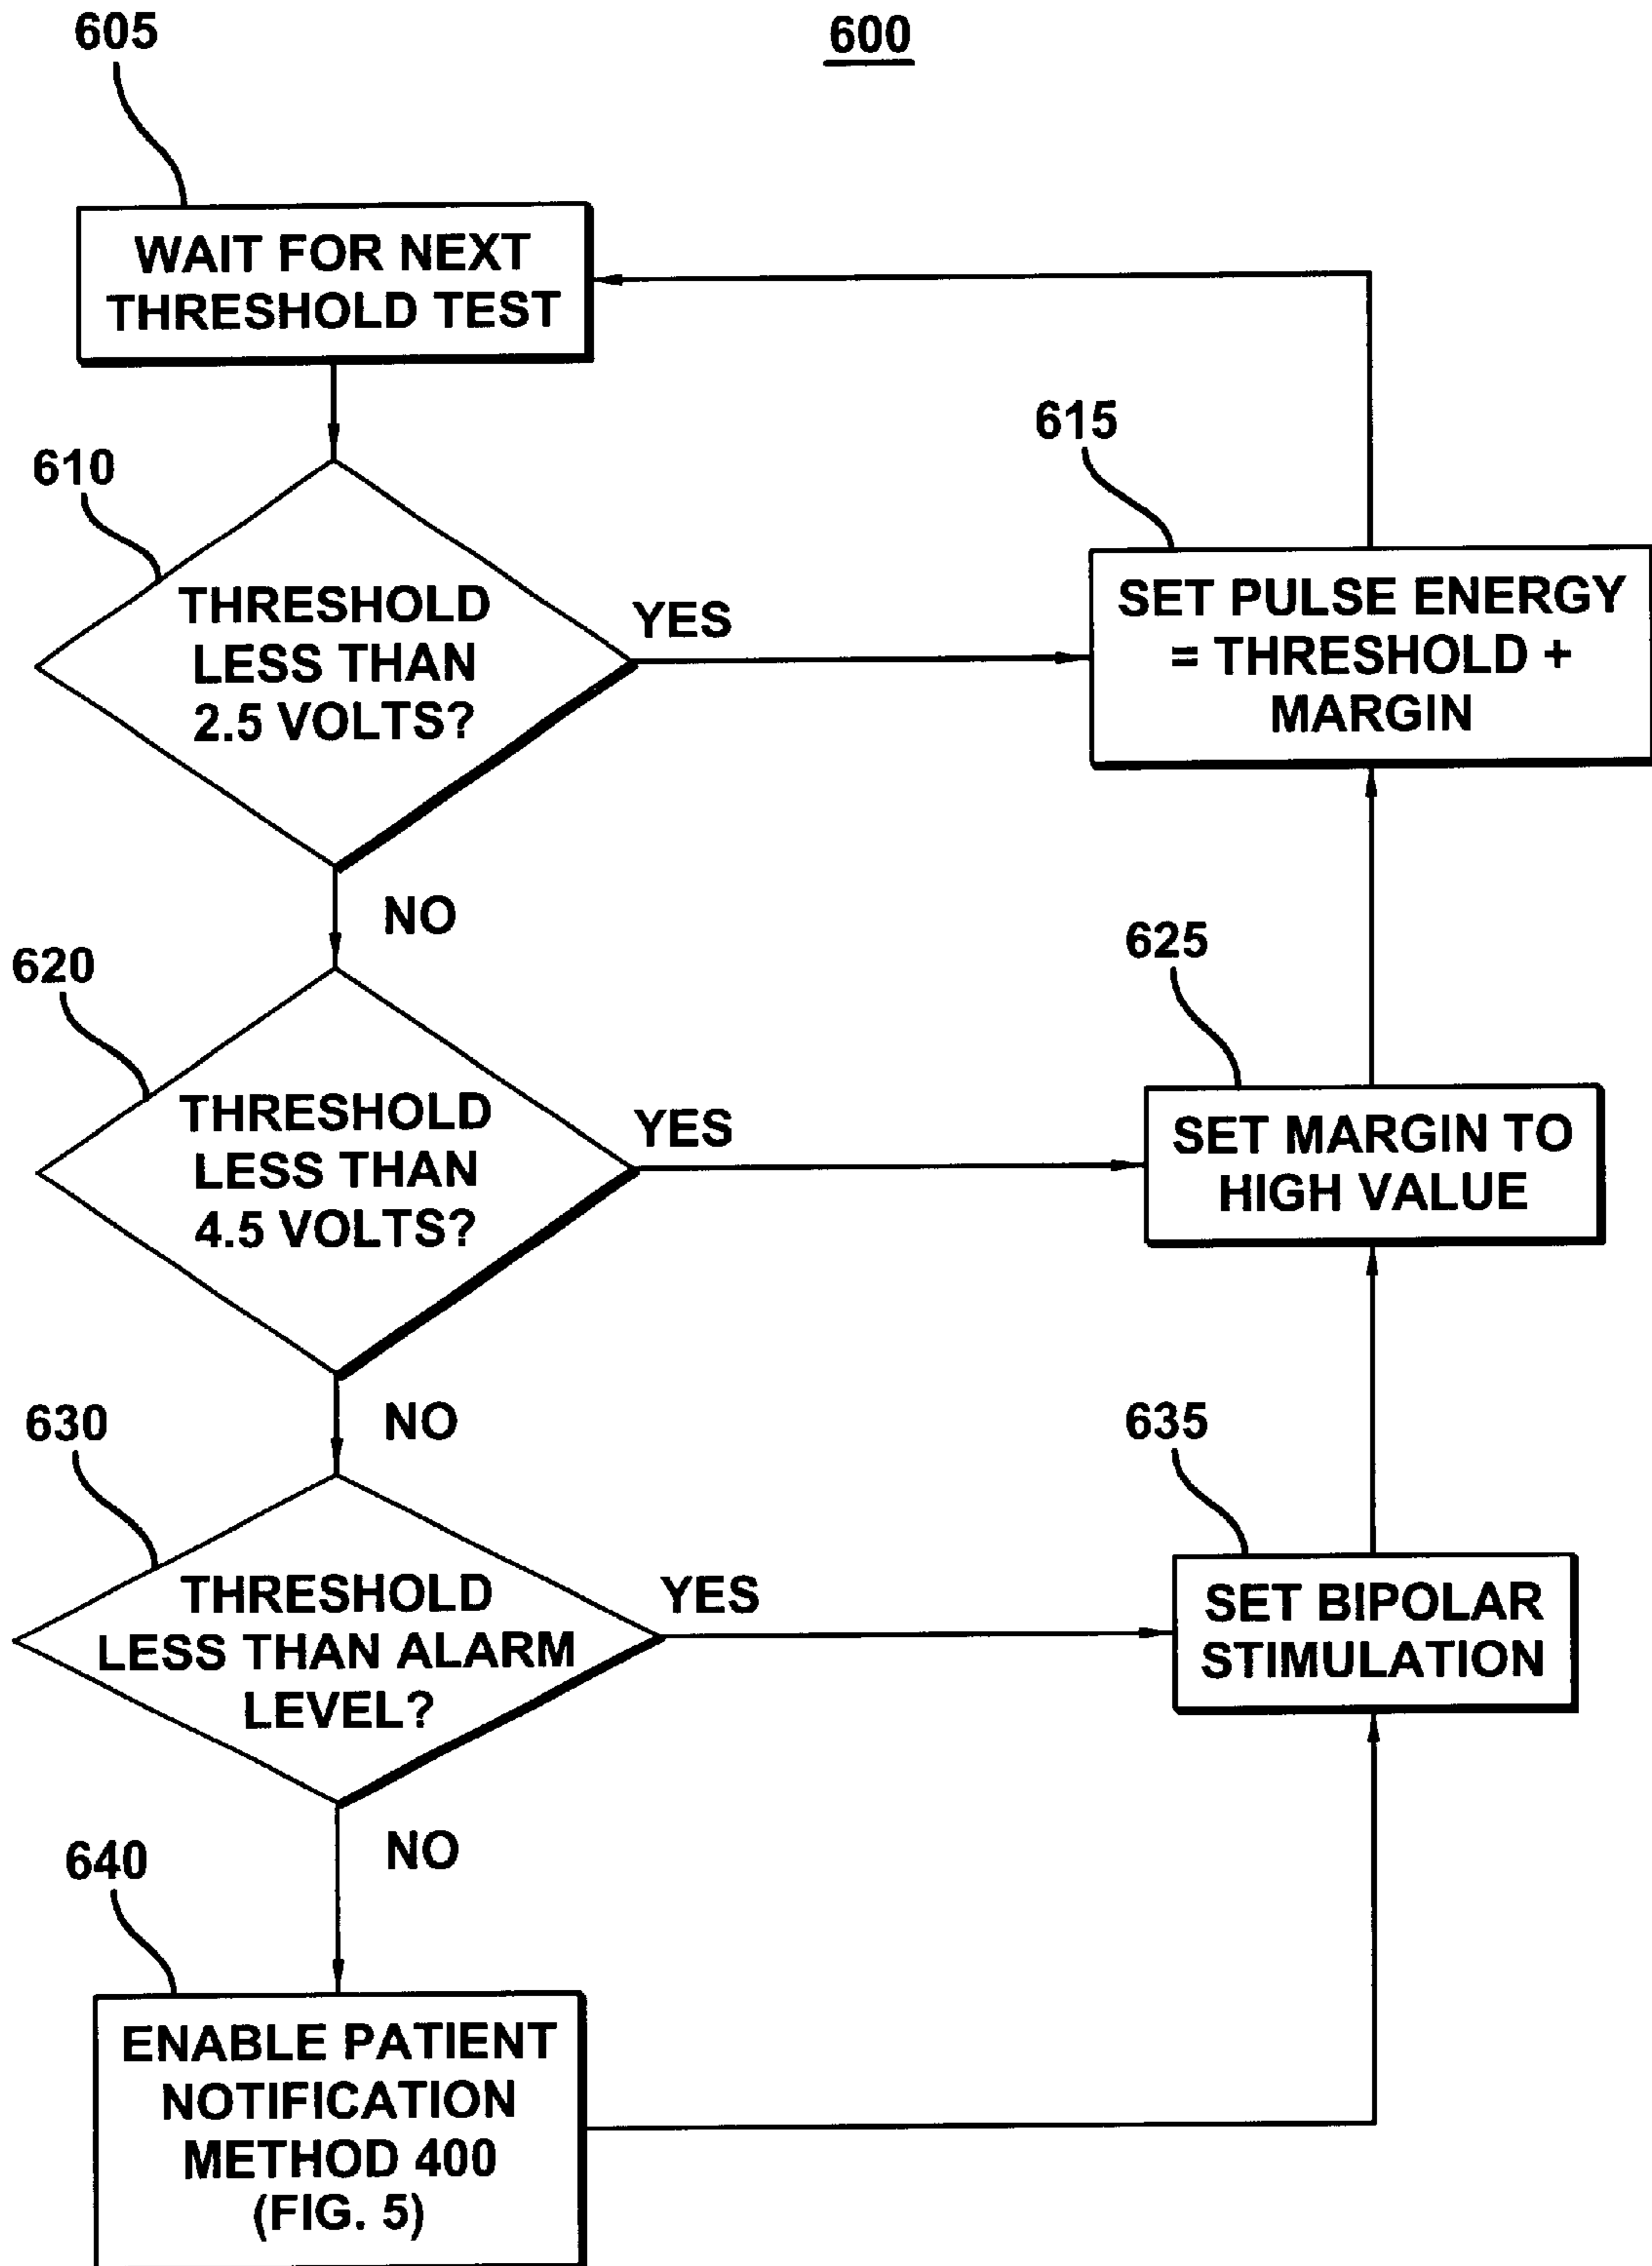 600
605
WAIT FOR NEXT
THRESHOLD TEST
610
THRESHOLD
LESS THAN
2.5 VOLTS?
YES
615
SET PULSE ENERGY
= THRESHOLD +
MARGIN
NO
620
THRESHOLD
LESS THAN
4.5 VOLTS?
YES
625
SET MARGIN TO
HIGH VALUE
NO
630
THRESHOLD
LESS THAN ALARM
LEVEL?
YES
635
SET BIPOLAR
STIMULATION
NO
640
ENABLE PATIENT
NOTIFICATION
METHOD 400
(FIG. 5)